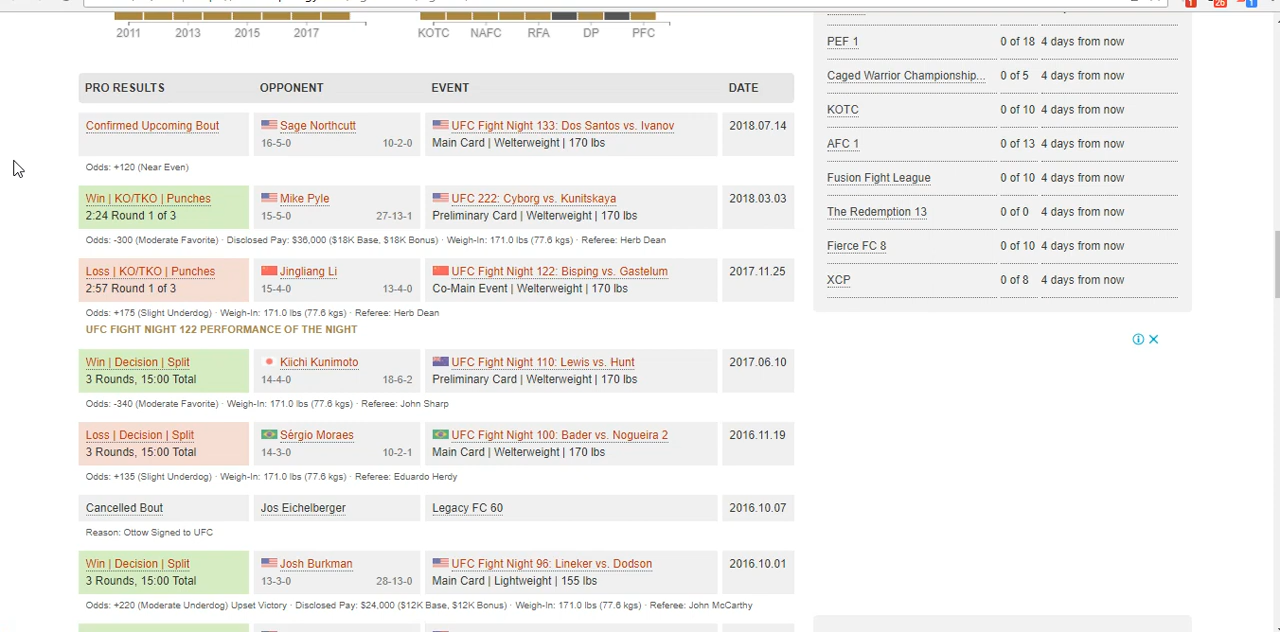 2011 2013 2015 2017 KOTC NAFC RFA DP PFC
PRO RESULTS OPPONENT EVENT DATE
Confirmed Upcoming Bout Sage Northcutt UFC Fight Night 133: Dos Santos vs. Ivanov 2018.07.14
16-5-0 10-2-0 Main Card | Welterweight | 170 lbs
Odds: +120 (Near Even)
Win | KO/TKO | Punches Mike Pyle UFC 222: Cyborg vs. Kunitskaya 2018.03.03
2:24 Round 1 of 3 15-5-0 27-13-1 Preliminary Card | Welterweight | 170 lbs
Odds: -300 (Moderate Favorite) · Disclosed Pay: $36,000 ($18K Base, $18K Bonus) · Weigh-In: 171.0 lbs (77.6 kgs) · Referee: Herb Dean
Loss | KO/TKO | Punches Jingliang Li UFC Fight Night 122: Bisping vs. Gastelum 2017.11.25
2:57 Round 1 of 3 15-4-0 13-4-0 Co-Main Event | Welterweight | 170 lbs
Odds: +175 (Slight Underdog) · Weigh-In: 171.0 lbs (77.6 kgs) · Referee: Herb Dean
UFC FIGHT NIGHT 122 PERFORMANCE OF THE NIGHT
Win | Decision | Split Kiichi Kunimoto UFC Fight Night 110: Lewis vs. Hunt 2017.06.10
3 Rounds, 15:00 Total 14-4-0 18-6-2 Preliminary Card | Welterweight | 170 lbs
Odds: -340 (Moderate Favorite) · Weigh-In: 171.0 lbs (77.6 kgs) · Referee: John Sharp
Loss | Decision | Split Sérgio Moraes UFC Fight Night 100: Bader vs. Nogueira 2 2016.11.19
3 Rounds, 15:00 Total 14-3-0 10-2-1 Main Card | Welterweight | 170 lbs
Odds: +135 (Slight Underdog) · Weigh-In: 171.0 lbs (77.6 kgs) · Referee: Eduardo Herdy
Cancelled Bout Jos Eichelberger Legacy FC 60 2016.10.07
Reason: Ottow Signed to UFC
Win | Decision | Split Josh Burkman UFC Fight Night 96: Lineker vs. Dodson 2016.10.01
3 Rounds, 15:00 Total 13-3-0 28-13-0 Main Card | Lightweight | 155 lbs
Odds: +220 (Moderate Underdog) Upset Victory · Disclosed Pay: $24,000 ($12K Base, $12K Bonus) · Weigh-In: 171.0 lbs (77.6 kgs) · Referee: John McCarthy
PEF 1 0 of 18 4 days from now
Caged Warrior Championship... 0 of 5 4 days from now
KOTC 0 of 10 4 days from now
AFC 1 0 of 13 4 days from now
Fusion Fight League 0 of 10 4 days from now
The Redemption 13 0 of 0 4 days from now
Fierce FC 8 0 of 10 4 days from now
XCP 0 of 8 4 days from now